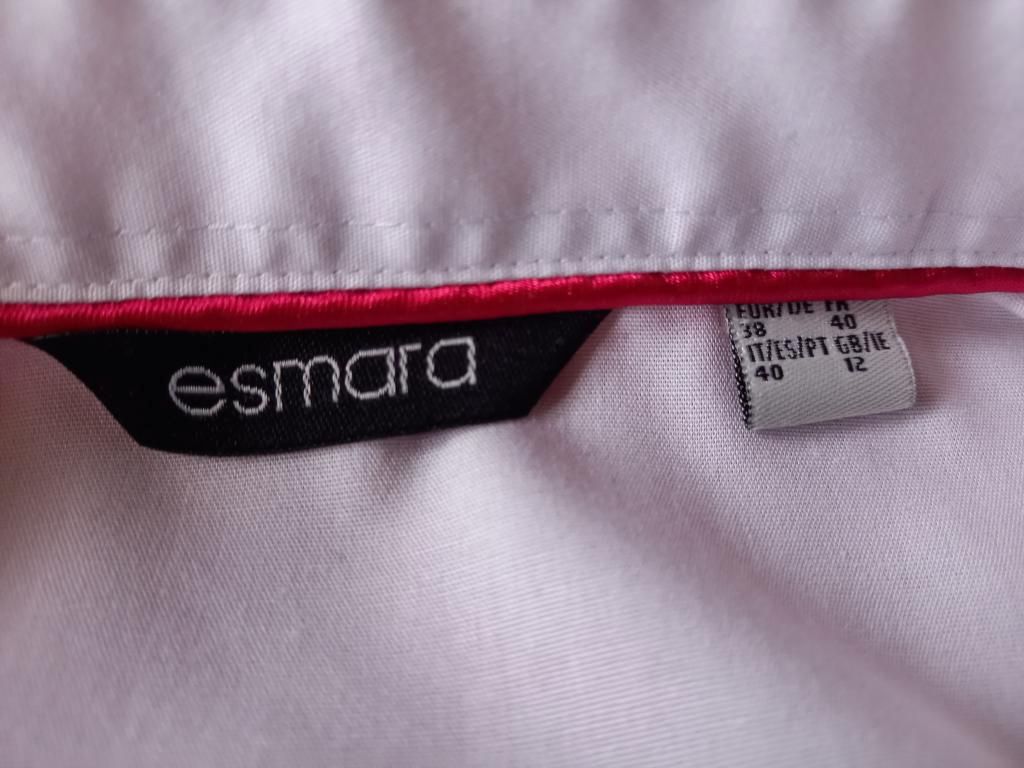 esmara
EUR/DE FR
38 40
IT/ES/PT GB/IE
40 12